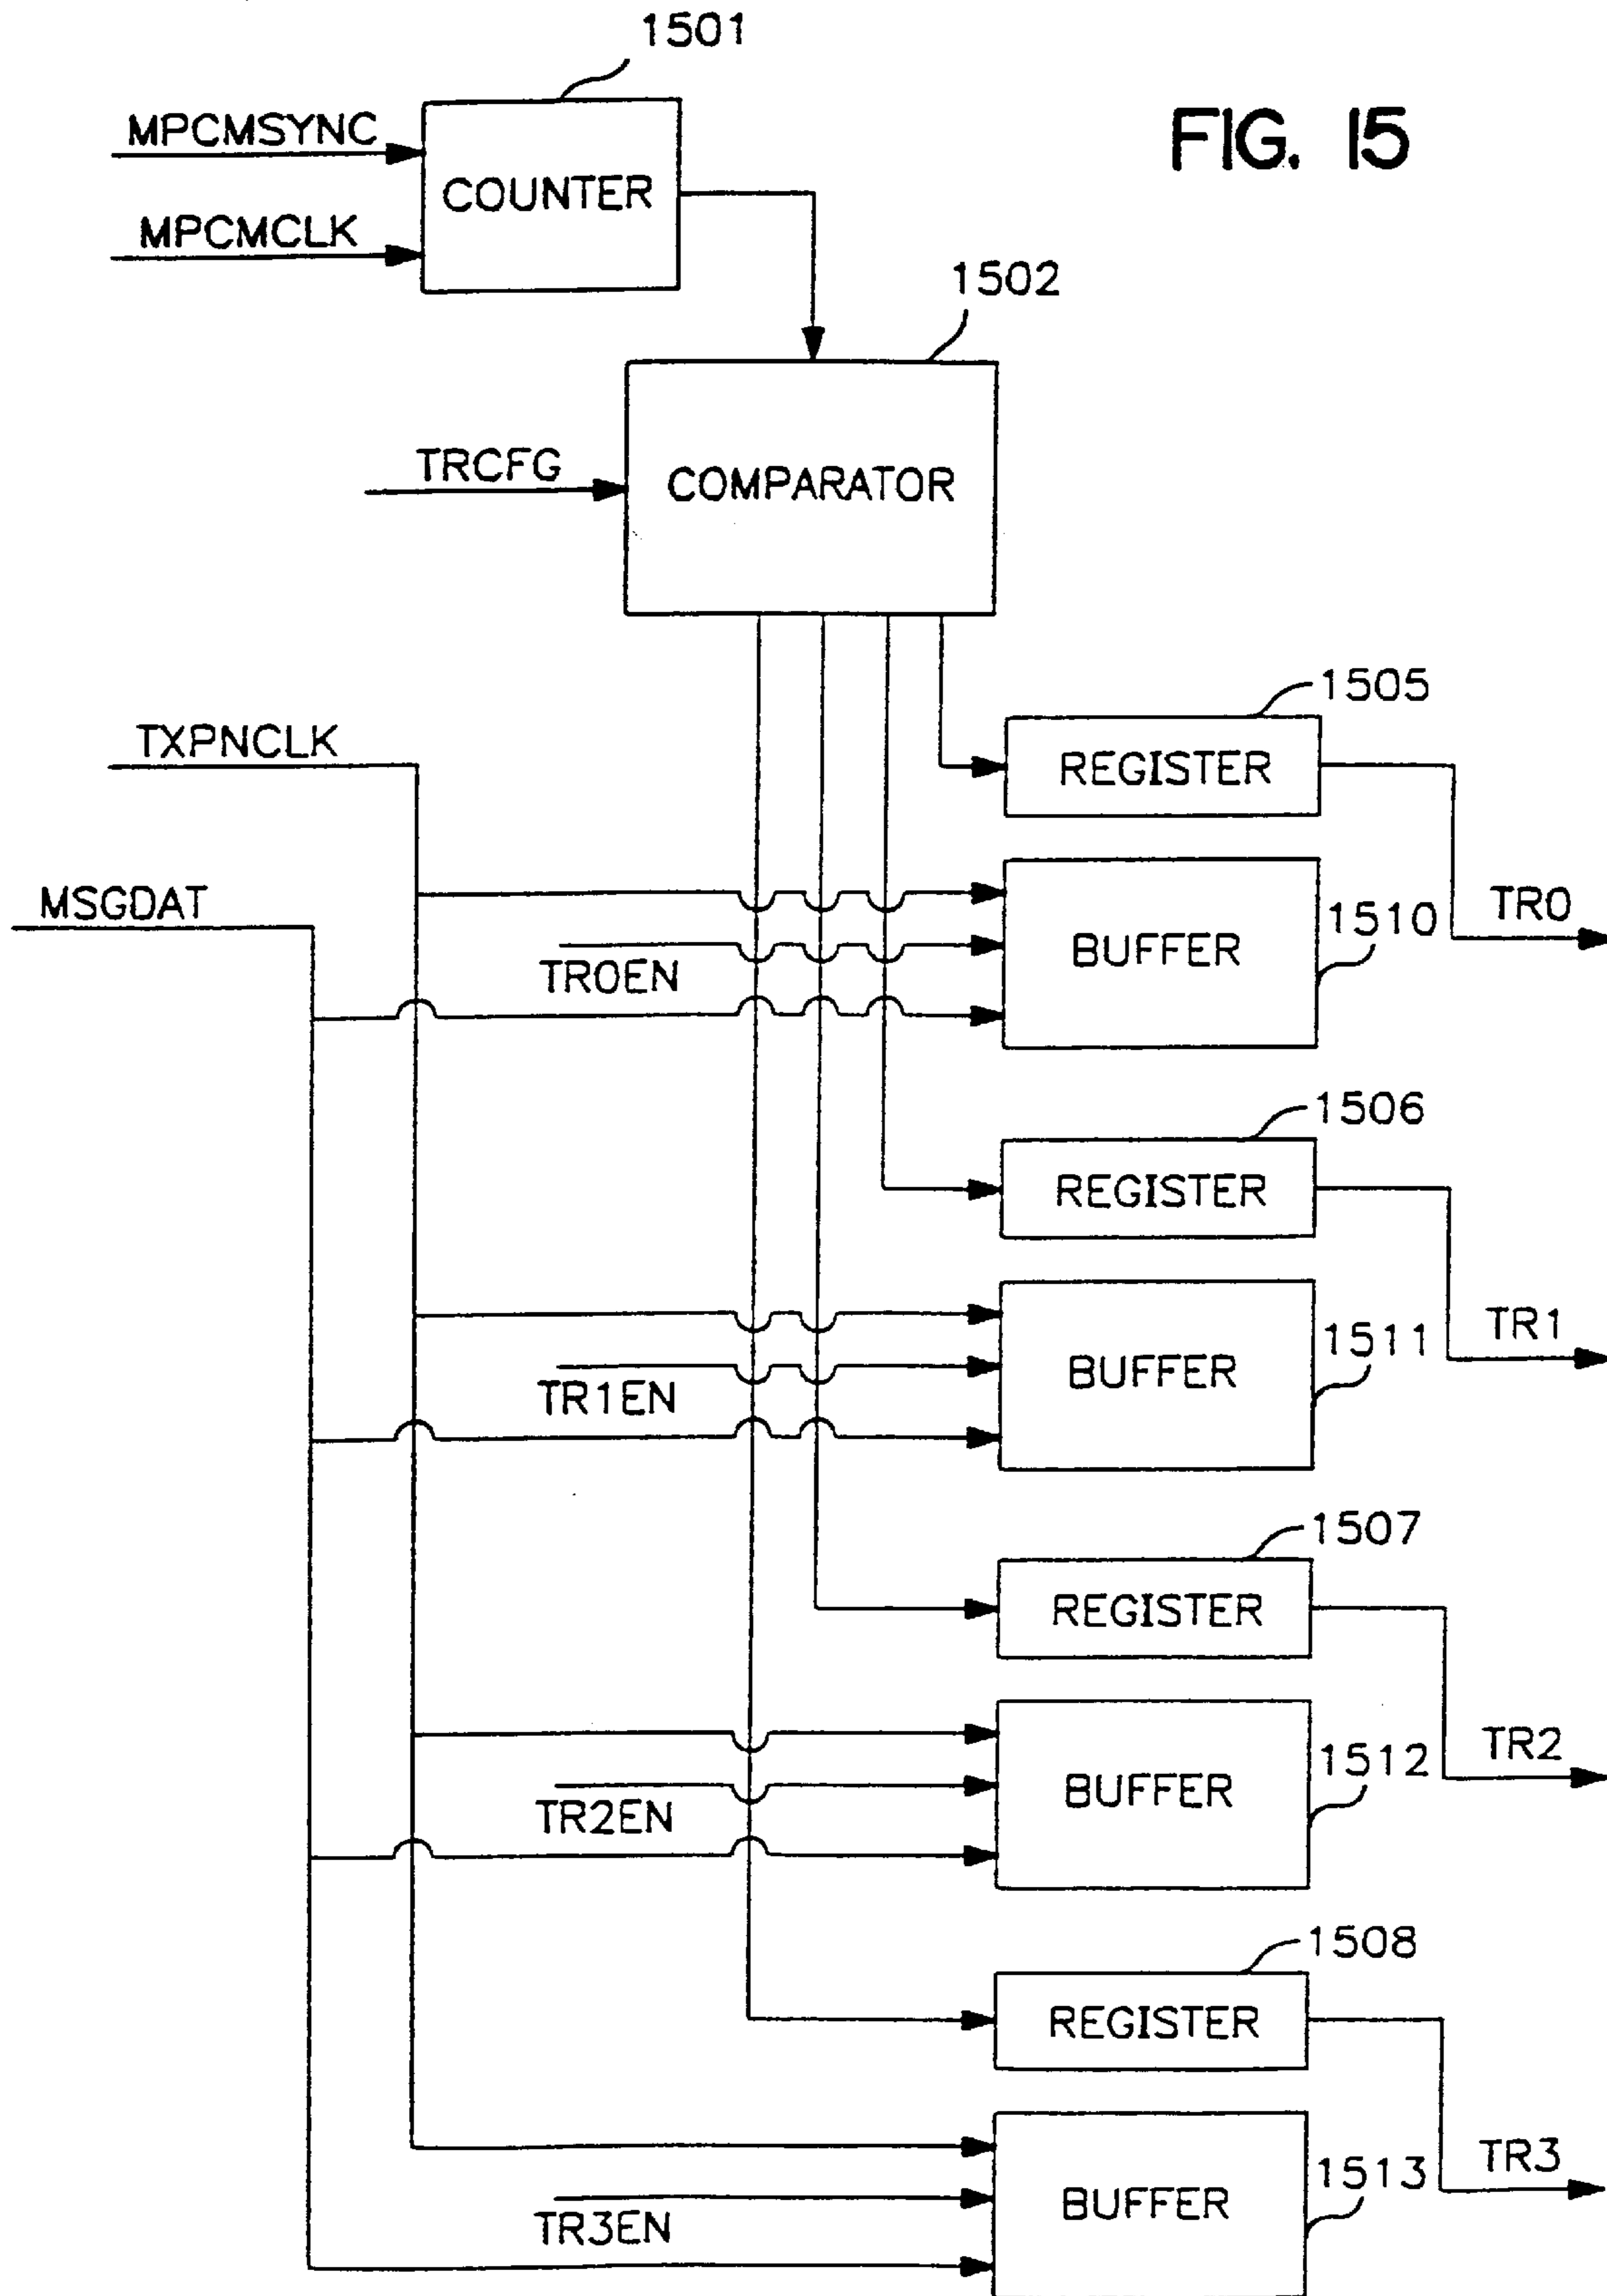 1501
FIG. 15
MPCMSYNC
COUNTER
MPCMCLK
1502
TRCFG
COMPARATOR
1505
TXPNCLK
REGISTER
MSGDAT
1510
TR0
BUFFER
TR0EN
1506
REGISTER
TR1
1511
BUFFER
TR1EN
1507
REGISTER
TR2
1512
BUFFER
TR2EN
1508
REGISTER
TR3
1513
BUFFER
TR3EN